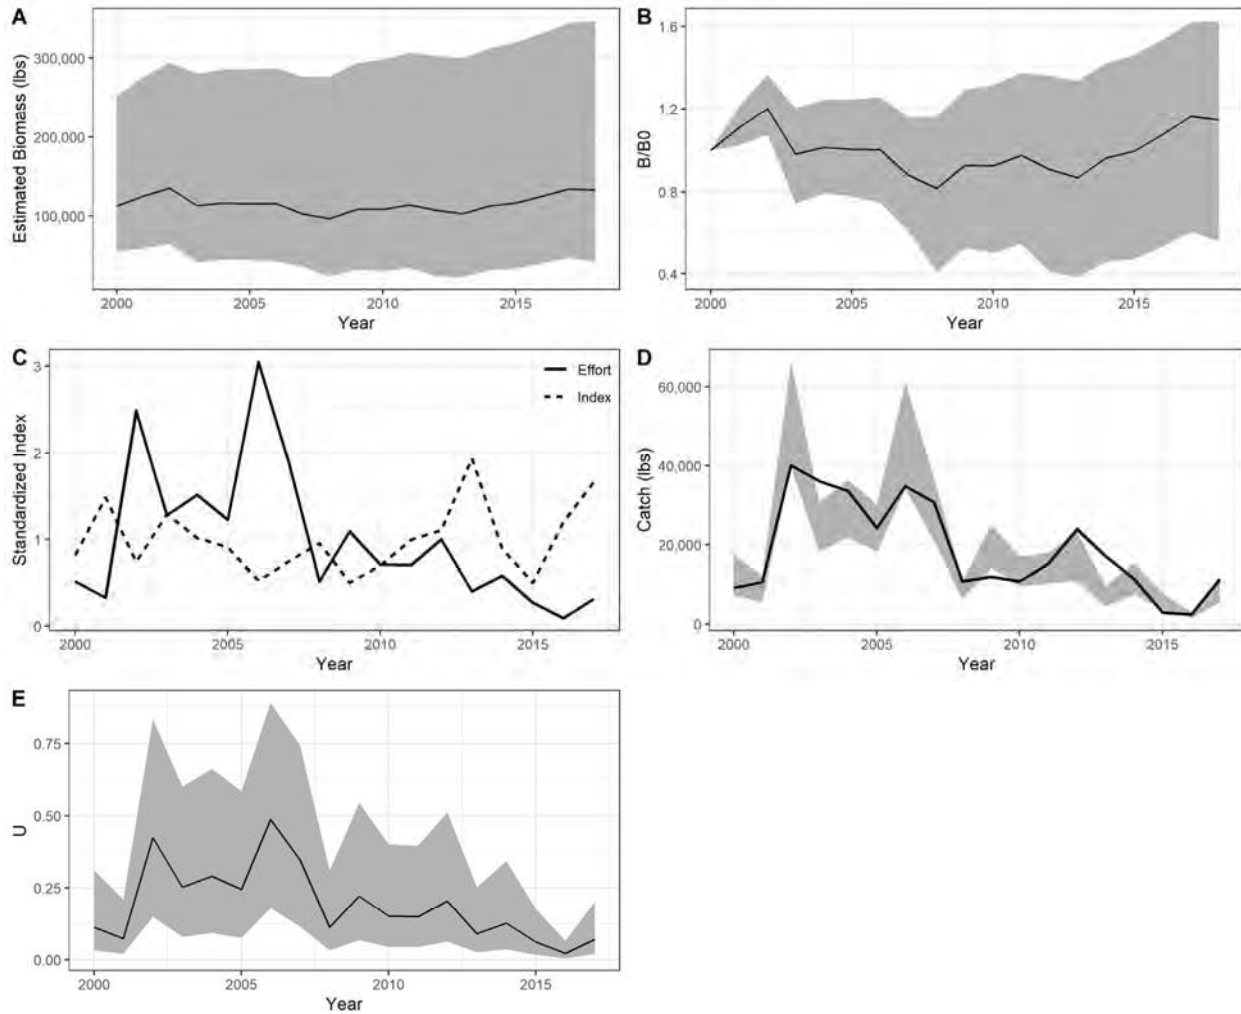 A
Estimated Biomass (lbs)
300,000
200,000
100,000
2000
2005
2010
2015
Year
B
B/B0
1.6
1.2
0.8
0.4
2000
2005
2010
2015
Year
C
Standardized Index
3
2
1
0
Effort
Index
2000
2005
2010
2015
Year
D
Catch (lbs)
60,000
40,000
20,000
0
2000
2005
2010
2015
Year
E
U
0.75
0.50
0.25
0.00
2000
2005
2010
2015
Year